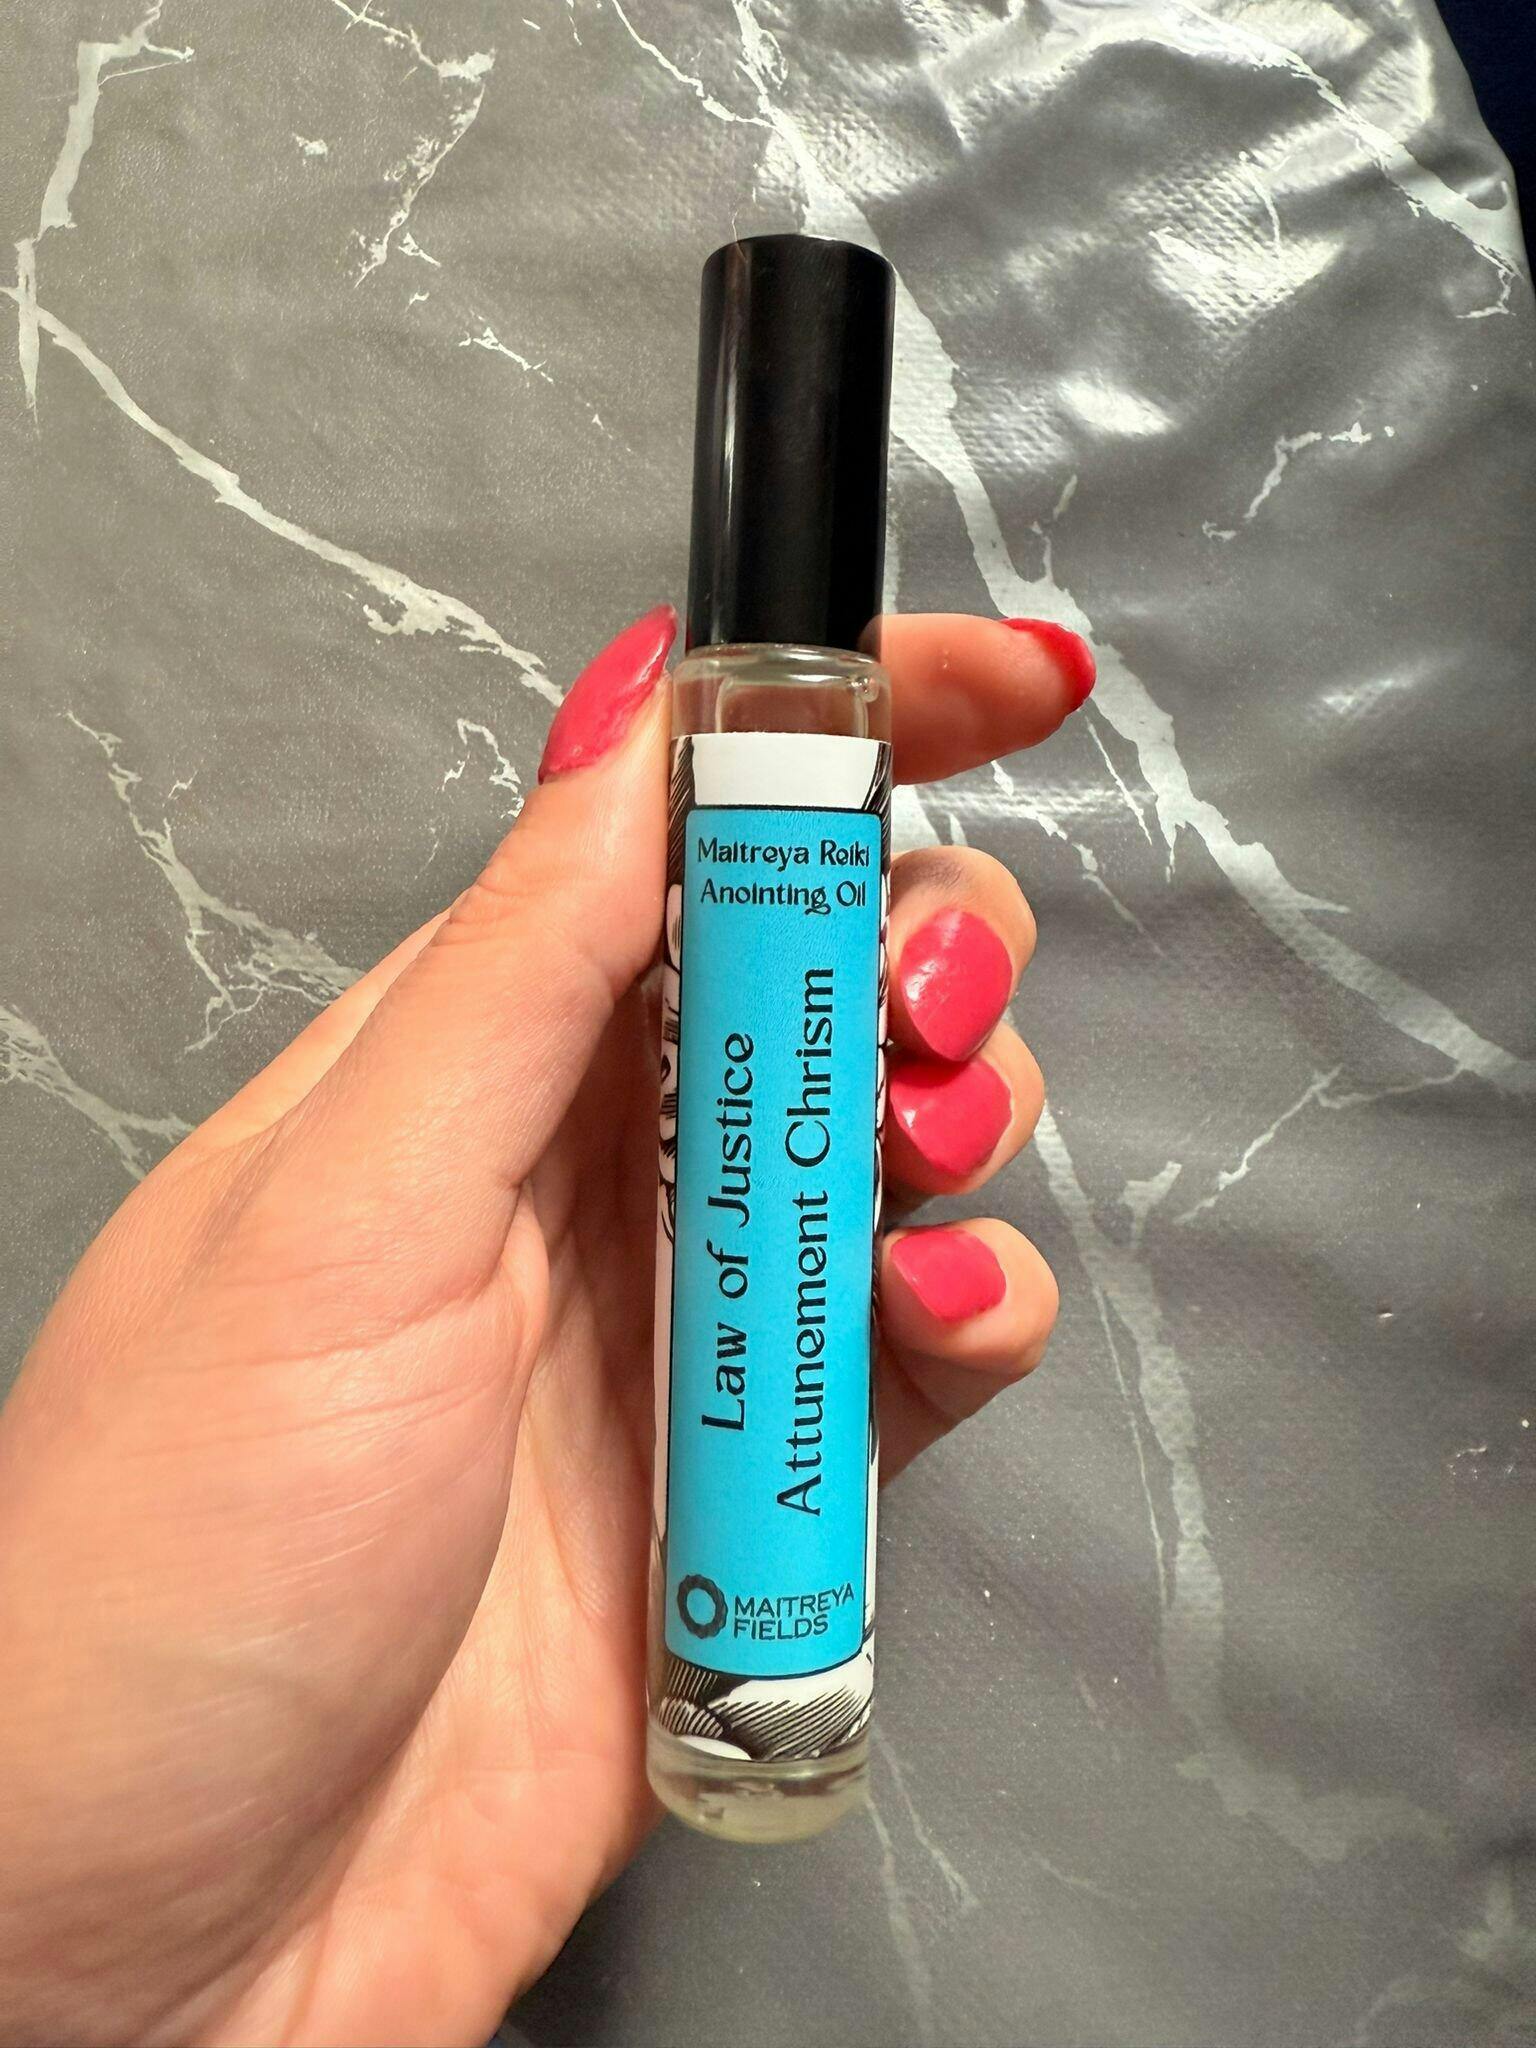 Maitreya Reiki
Anointing Oil
Law of Justice
Attunement Chrism
MAITREYA
FIELDS